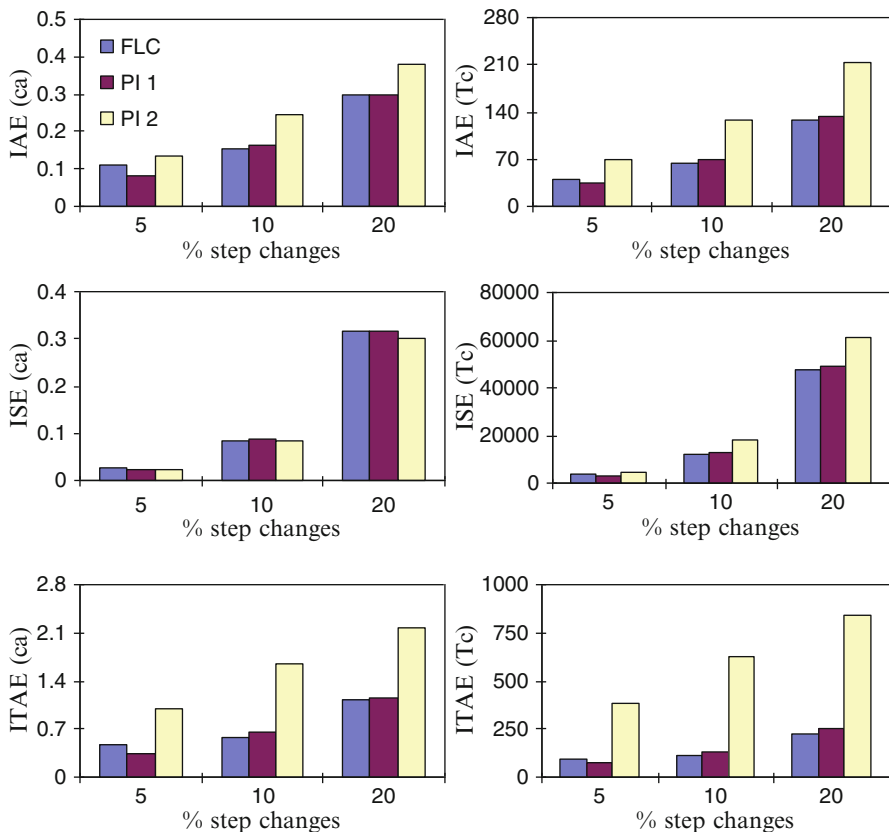 IAE (ca)
0.5
0.4
0.3
0.2
0.1
0
FLC
PI 1
PI 2
5 10 20
% step changes
IAE (Tc)
280
210
140
70
0
5 10 20
% step changes
ISE (ca)
0.4
0.3
0.2
0.1
0
5 10 20
% step changes
ISE (Tc)
80000
60000
40000
20000
0
5 10 20
% step changes
ITAE (ca)
2.8
2.1
1.4
0.7
0
5 10 20
% step changes
ITAE (Tc)
1000
750
500
250
0
5 10 20
% step changes